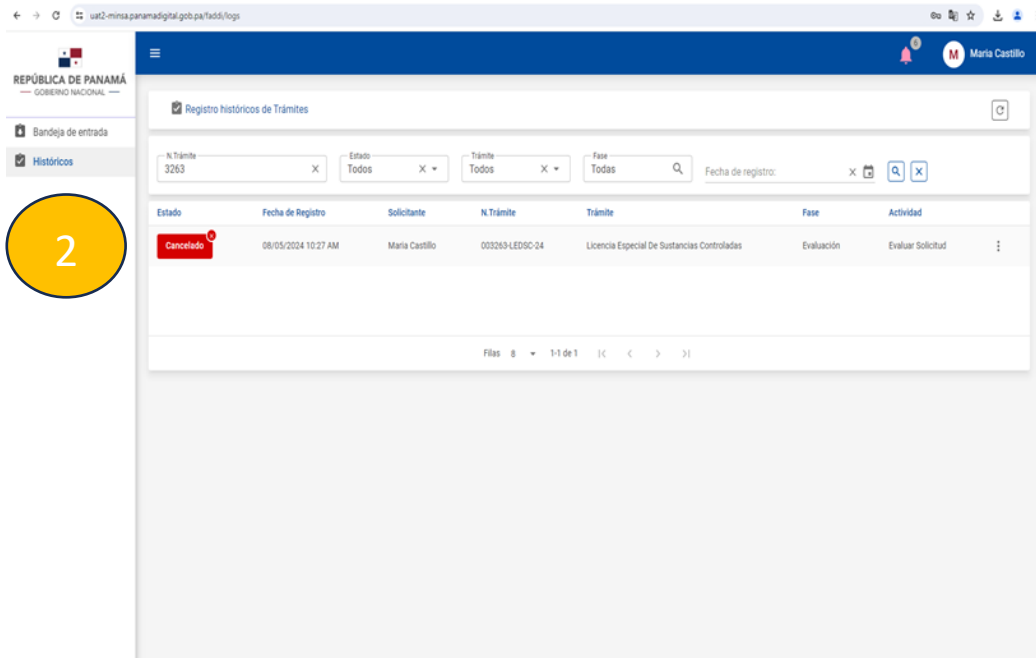 uat2-minsa.panamadigital.gob.pa/faddi/logs
REPÚBLICA DE PANAMÁ
GOBIERNO NACIONAL
Bandeja de entrada
Históricos
2
6
M Maria Castillo
Registro históricos de Trámites
N.Trámite Estado Trámite Fase
3263 Todos Todos Todas Fecha de registro:
Estado Fecha de Registro Solicitante N.Trámite Trámite Fase Actividad
Cancelado 08/05/2024 10:27 AM Maria Castillo 003263-LEDSC-24 Licencia Especial De Sustancias Controladas Evaluación Evaluar Solicitud
Filas 8 1-1 de 1